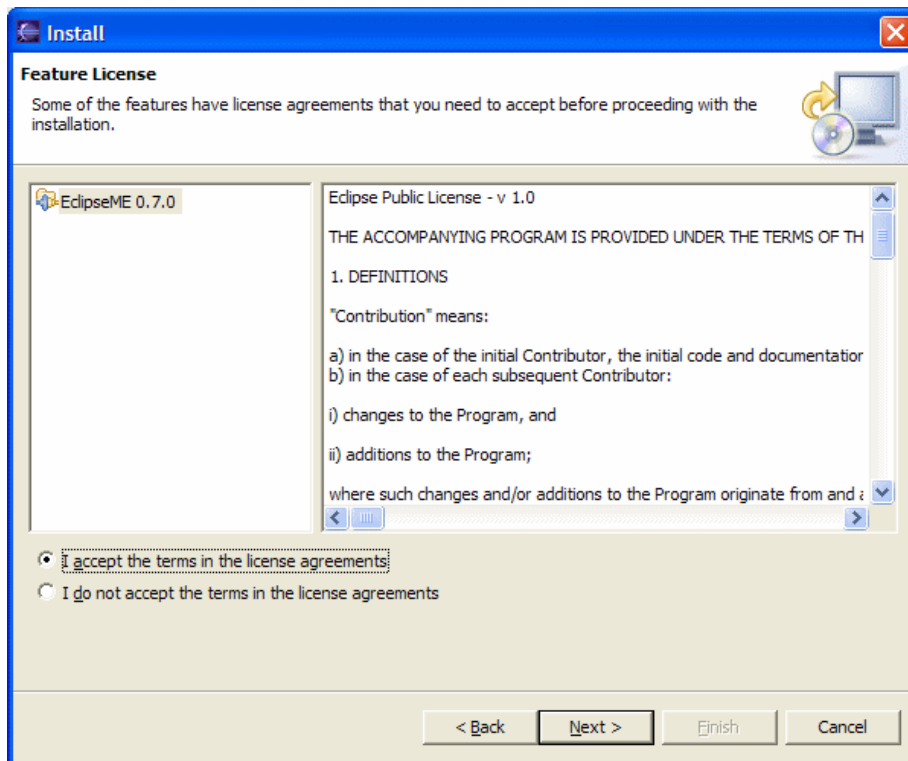 Install
Feature License
Some of the features have license agreements that you need to accept before proceeding with the
installation.
EclipseME 0.7.0
Eclipse Public License - v 1.0
THE ACCOMPANYING PROGRAM IS PROVIDED UNDER THE TERMS OF TH
1. DEFINITIONS
"Contribution" means:
a) in the case of the initial Contributor, the initial code and documentation
b) in the case of each subsequent Contributor:
i) changes to the Program, and
ii) additions to the Program;
where such changes and/or additions to the Program originate from and
I accept the terms in the license agreements
I do not accept the terms in the license agreements
< Back
Next >
Finish
Cancel